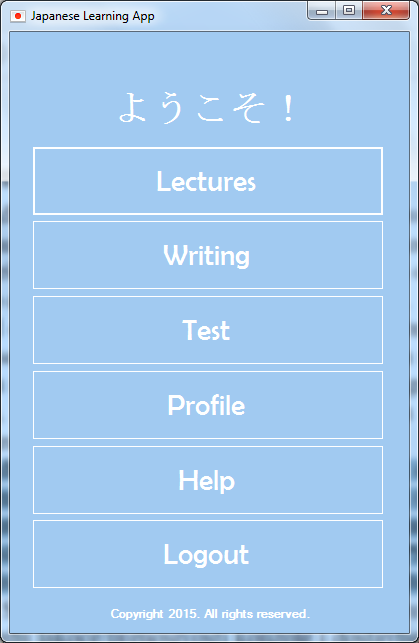 Japanese Learning App
ようこそ！
Lectures
Writing
Test
Profile
Help
Logout
Copyright 2015. All rights reserved.